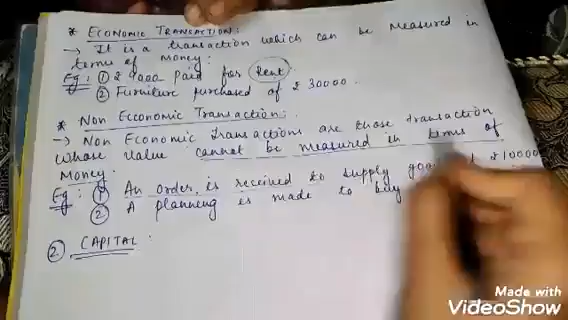 * ECONOMIC TRANSACTION:
→ It is a transaction which can be measured in
terms of Money:
Eg: ① ₹ 9000 paid for Rent
② Furniture purchased of ₹ 30000.
* NON ECCONOMIC TRANSACTION:
→ Non Economic transactions are those transaction
whose value cannot be measured in terms of
Money:
Eg: ① An order is received to supply ₹10000
② A planning is made to buy
② CAPITAL:
Made with
VideoShow